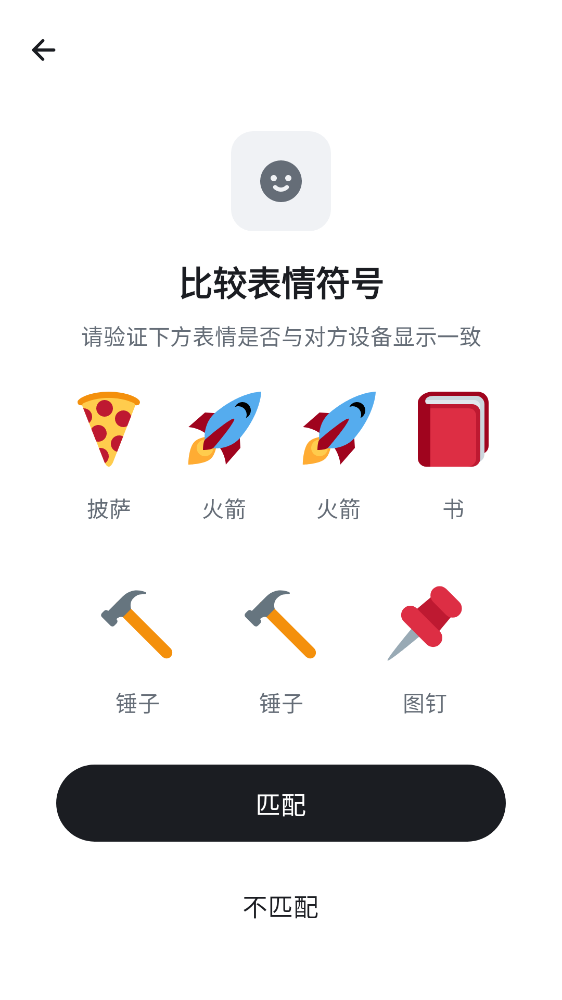 比较表情符号
请验证下方表情是否与对方设备显示一致
披萨 火箭 火箭 书
锤子 锤子 图钉
匹配
不匹配